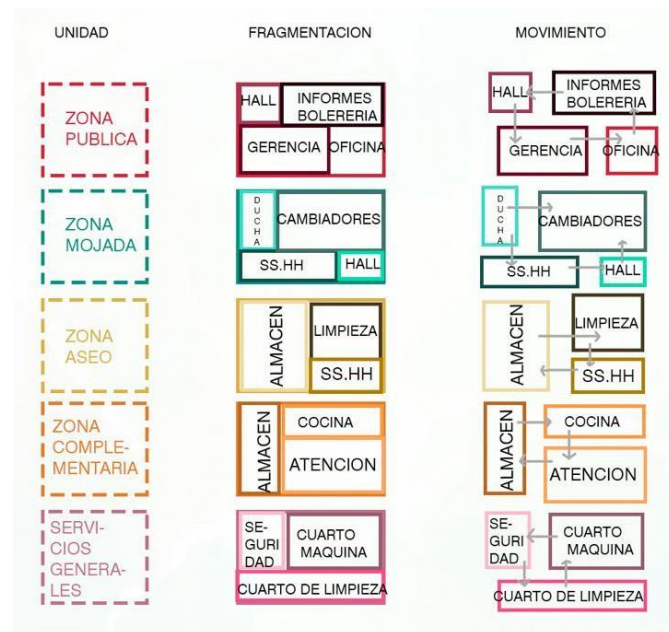 UNIDAD
FRAGMENTACION
MOVIMIENTO
ZONA
PUBLICA
HALL
INFORMES
BOLERERIA
GERENCIA
OFICINA
HALL
INFORMES
BOLERERIA
GERENCIA
OFICINA
ZONA
MOJADA
DUCHA
CAMBIADORES
SS.HH
HALL
DUCHA
CAMBIADORES
SS.HH
HALL
ZONA
ASEO
ALMACEN
LIMPIEZA
SS.HH
ALMACEN
LIMPIEZA
SS.HH
ZONA
COMPLE-
MENTARIA
ALMACEN
COCINA
ATENCION
ALMACEN
COCINA
ATENCION
SERVI-
CIOS
GENERA-
LES
SE-
GURI
DAD
CUARTO
MAQUINA
CUARTO DE LIMPIEZA
SE-
GURI
DAD
CUARTO
MAQUINA
CUARTO DE LIMPIEZA